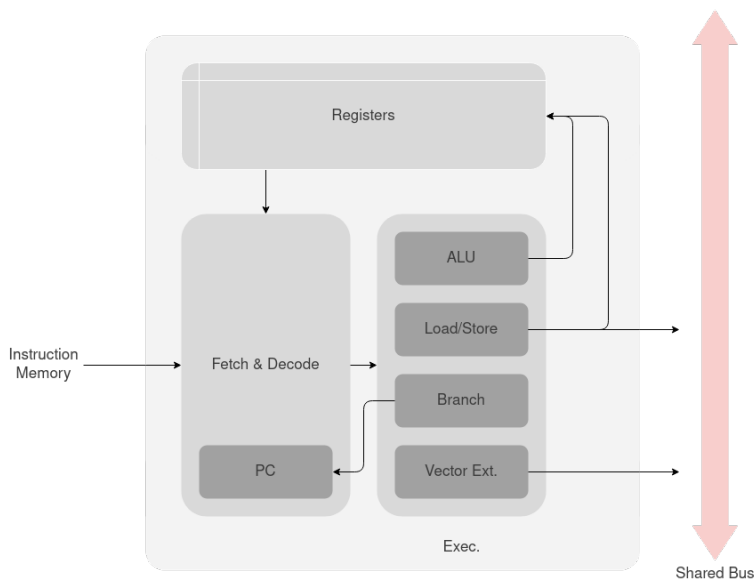 Registers
ALU
Load/Store
Instruction
Memory
Fetch & Decode
Branch
PC
Vector Ext.
Exec.
Shared Bus